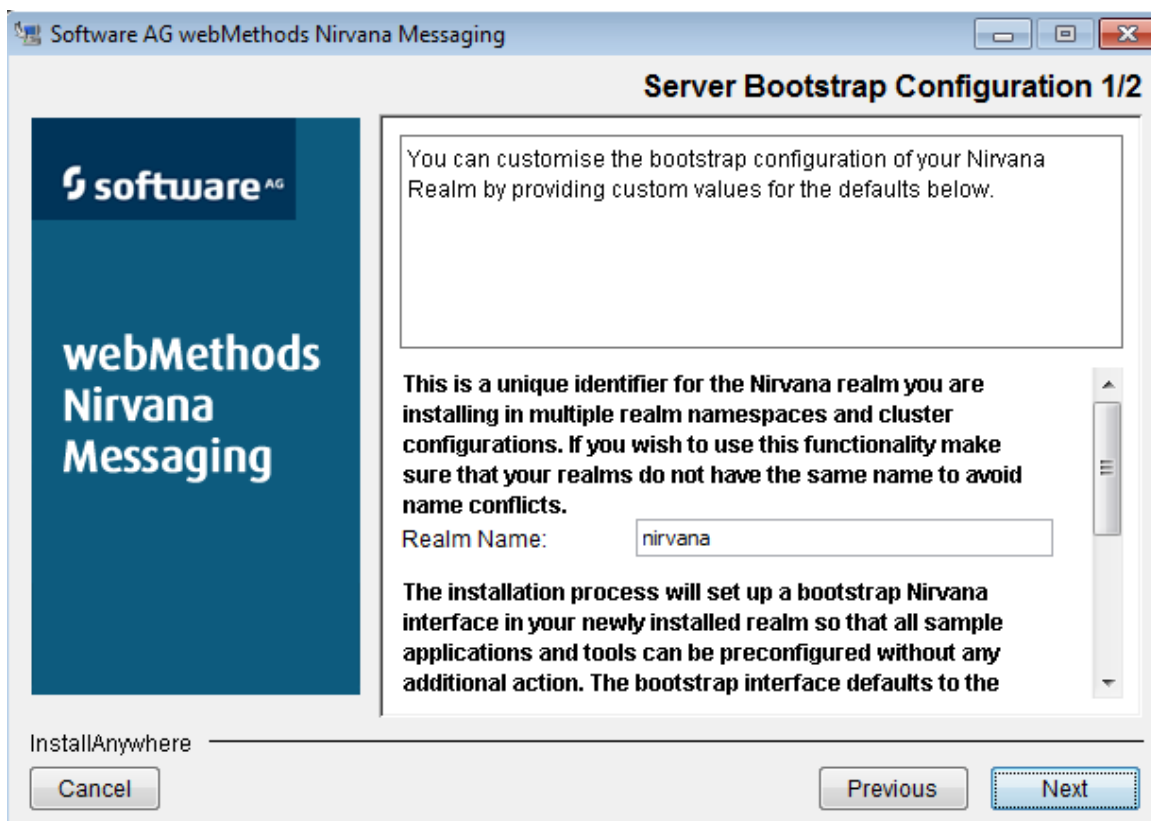 Software AG webMethods Nirvana Messaging
Server Bootstrap Configuration 1/2
software AG
webMethods
Nirvana
Messaging
You can customise the bootstrap configuration of your Nirvana
Realm by providing custom values for the defaults below.
This is a unique identifier for the Nirvana realm you are
installing in multiple realm namespaces and cluster
configurations. If you wish to use this functionality make
sure that your realms do not have the same name to avoid
name conflicts.
Realm Name: nirvana
The installation process will set up a bootstrap Nirvana
interface in your newly installed realm so that all sample
applications and tools can be preconfigured without any
additional action. The bootstrap interface defaults to the
InstallAnywhere
Cancel Previous Next